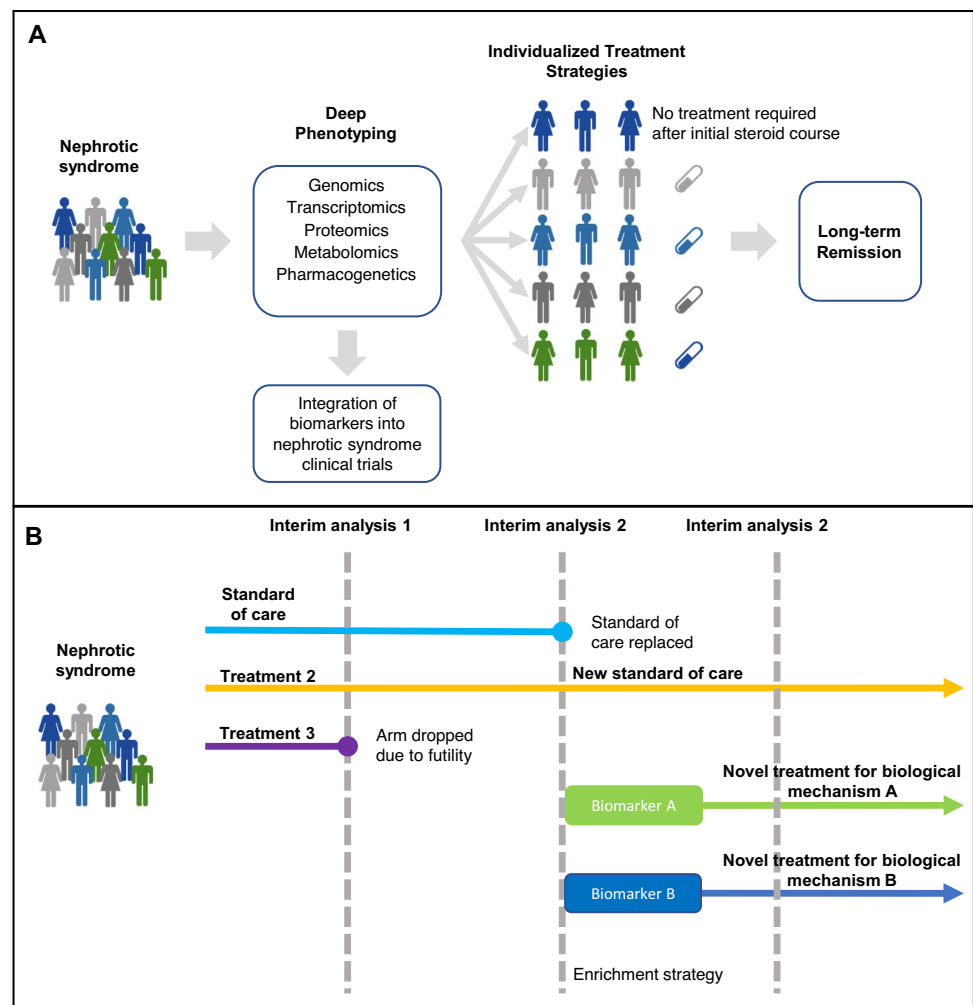 A
Nephrotic
syndrome
Deep
Phenotyping
Genomics
Transcriptomics
Proteomics
Metabolomics
Pharmacogenetics
Integration of
biomarkers into
nephrotic syndrome
clinical trials
Individualized Treatment
Strategies
No treatment required
after initial steroid course
Long-term
Remission
B
Interim analysis 1
Interim analysis 2
Interim analysis 2
Nephrotic
syndrome
Standard
of care
Standard of
care replaced
Treatment 2
New standard of care
Treatment 3
Arm dropped
due to futility
Novel treatment for biological
mechanism A
Biomarker A
Novel treatment for biological
mechanism B
Biomarker B
Enrichment strategy